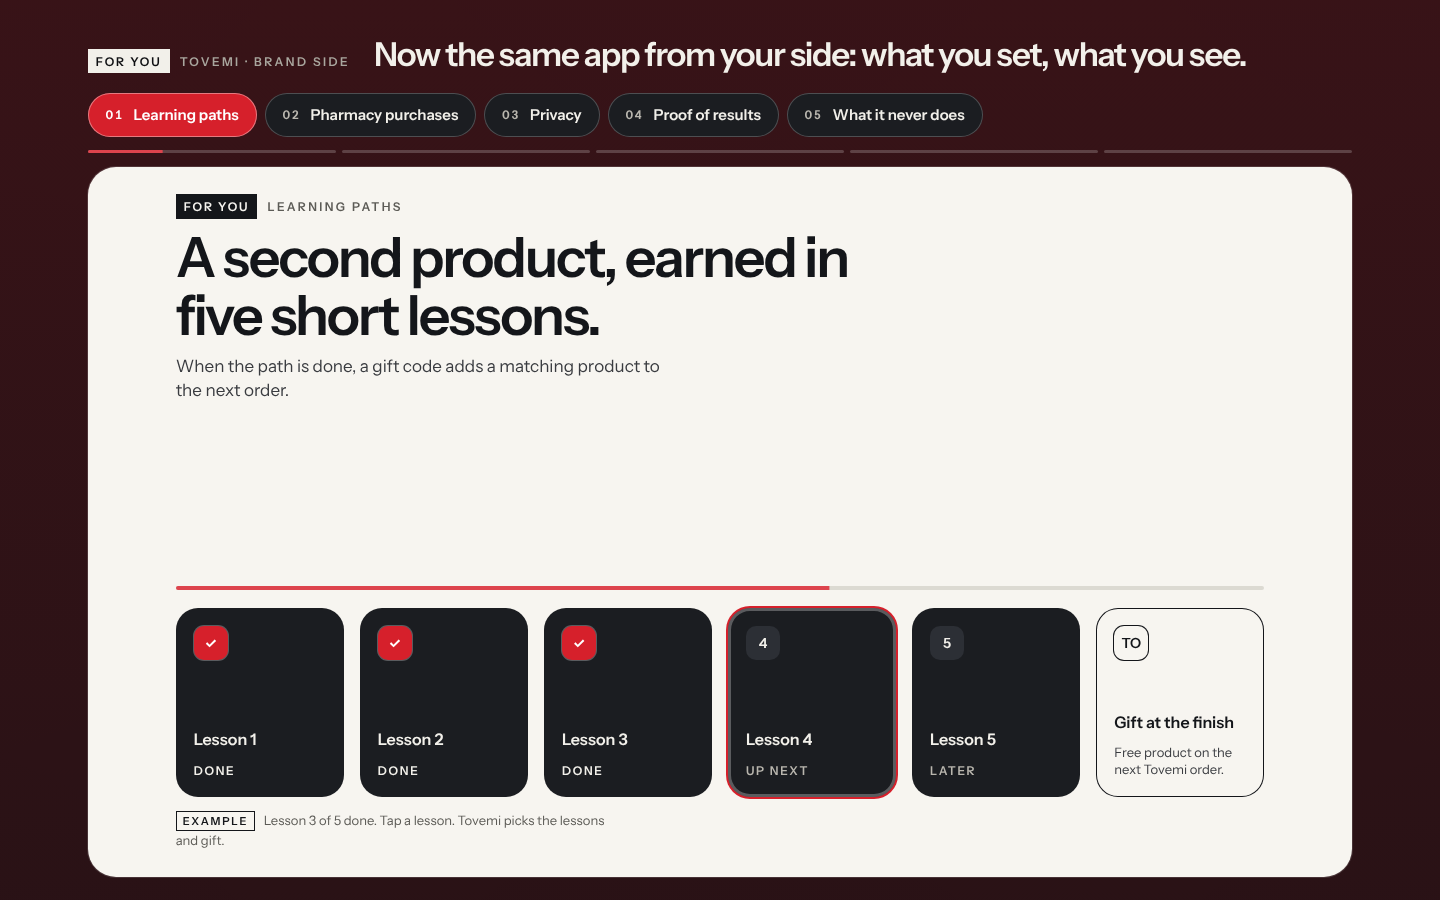 FOR YOU TOVEMI · BRAND SIDE Now the same app from your side: what you set, what you see.
01 Learning paths 02 Pharmacy purchases 03 Privacy 04 Proof of results 05 What it never does
FOR YOU LEARNING PATHS
A second product, earned in
five short lessons.
When the path is done, a gift code adds a matching product to
the next order.
Lesson 1
DONE
Lesson 2
DONE
Lesson 3
DONE
4
Lesson 4
UP NEXT
5
Lesson 5
LATER
TO
Gift at the finish
Free product on the
next Tovemi order.
EXAMPLE Lesson 3 of 5 done. Tap a lesson. Tovemi picks the lessons
and gift.